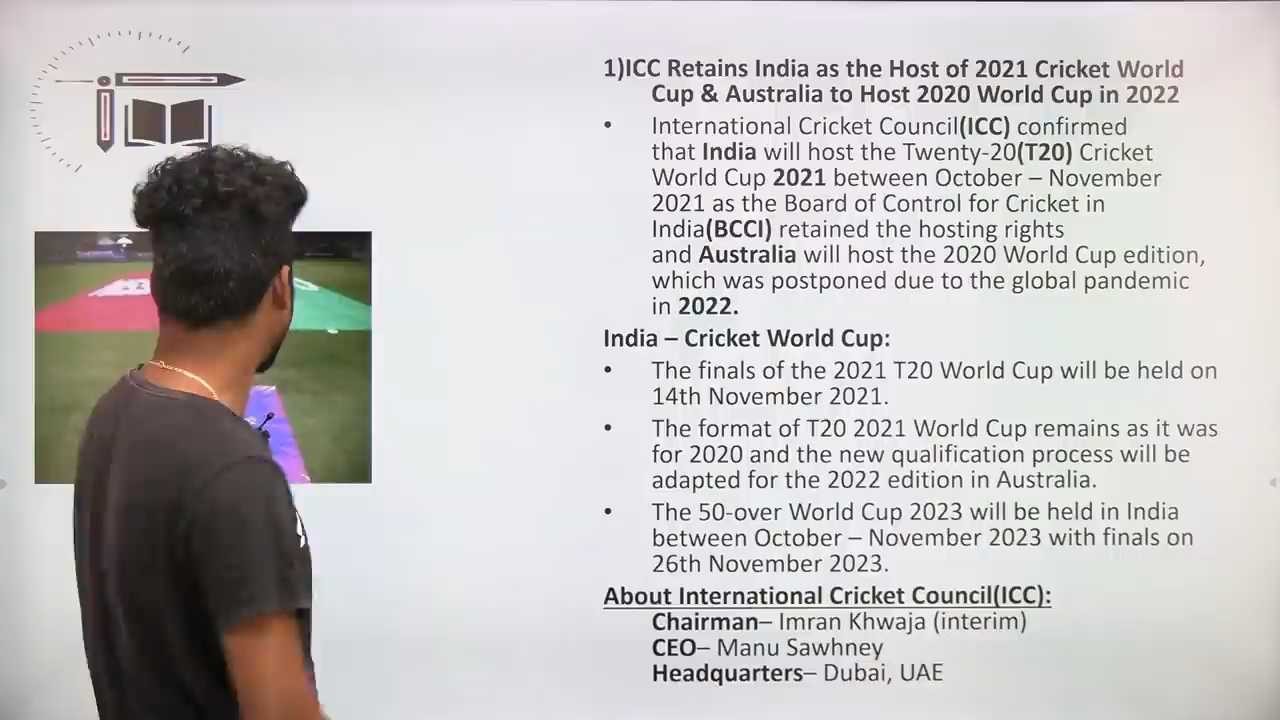 1)ICC Retains India as the Host of 2021 Cricket World
Cup & Australia to Host 2020 World Cup in 2022
• International Cricket Council(ICC) confirmed
that India will host the Twenty-20(T20) Cricket
World Cup 2021 between October – November
2021 as the Board of Control for Cricket in
India(BCCI) retained the hosting rights
and Australia will host the 2020 World Cup edition,
which was postponed due to the global pandemic
in 2022.
India – Cricket World Cup:
• The finals of the 2021 T20 World Cup will be held on
14th November 2021.
• The format of T20 2021 World Cup remains as it was
for 2020 and the new qualification process will be
adapted for the 2022 edition in Australia.
• The 50-over World Cup 2023 will be held in India
between October – November 2023 with finals on
26th November 2023.
About International Cricket Council(ICC):
Chairman– Imran Khwaja (interim)
CEO– Manu Sawhney
Headquarters– Dubai, UAE